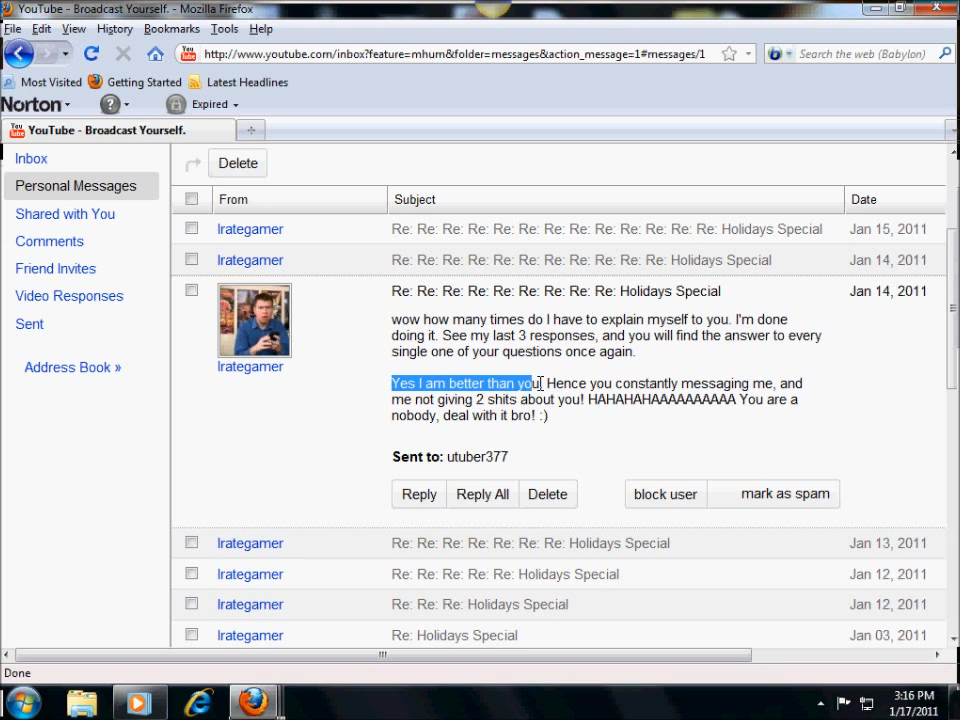 YouTube - Broadcast Yourself. - Mozilla Firefox
File Edit View History Bookmarks Tools Help
You Tube http://www.youtube.com/inbox?feature=mhum&folder=messages&action_message=1#messages/1 b Search the web (Babylon)
Most Visited Getting Started Latest Headlines
Norton ? Expired
You Tube YouTube - Broadcast Yourself.
Inbox
Delete
Personal Messages
From Subject Date
Shared with You
Irategamer Re: Re: Re: Re: Re: Re: Re: Re: Re: Re: Re: Re: Holidays Special Jan 15, 2011
Comments
Irategamer Re: Re: Re: Re: Re: Re: Re: Re: Re: Re: Holidays Special Jan 14, 2011
Friend Invites
Re: Re: Re: Re: Re: Re: Re: Re: Holidays Special Jan 14, 2011
Video Responses
wow how many times do I have to explain myself to you. I'm done
Sent
doing it. See my last 3 responses, and you will find the answer to every
single one of your questions once again.
Address Book »
Irategamer
Yes I am better than you! Hence you constantly messaging me, and
me not giving 2 shits about you! HAHAHAHAAAAAAAAAA You are a
nobody, deal with it bro! :)
Sent to: utuber377
Reply Reply All Delete block user mark as spam
Irategamer Re: Re: Re: Re: Re: Re: Holidays Special Jan 13, 2011
Irategamer Re: Re: Re: Re: Holidays Special Jan 12, 2011
Irategamer Re: Re: Re: Holidays Special Jan 12, 2011
Irategamer Re: Holidays Special Jan 03, 2011
Done
3:16 PM
1/17/2011